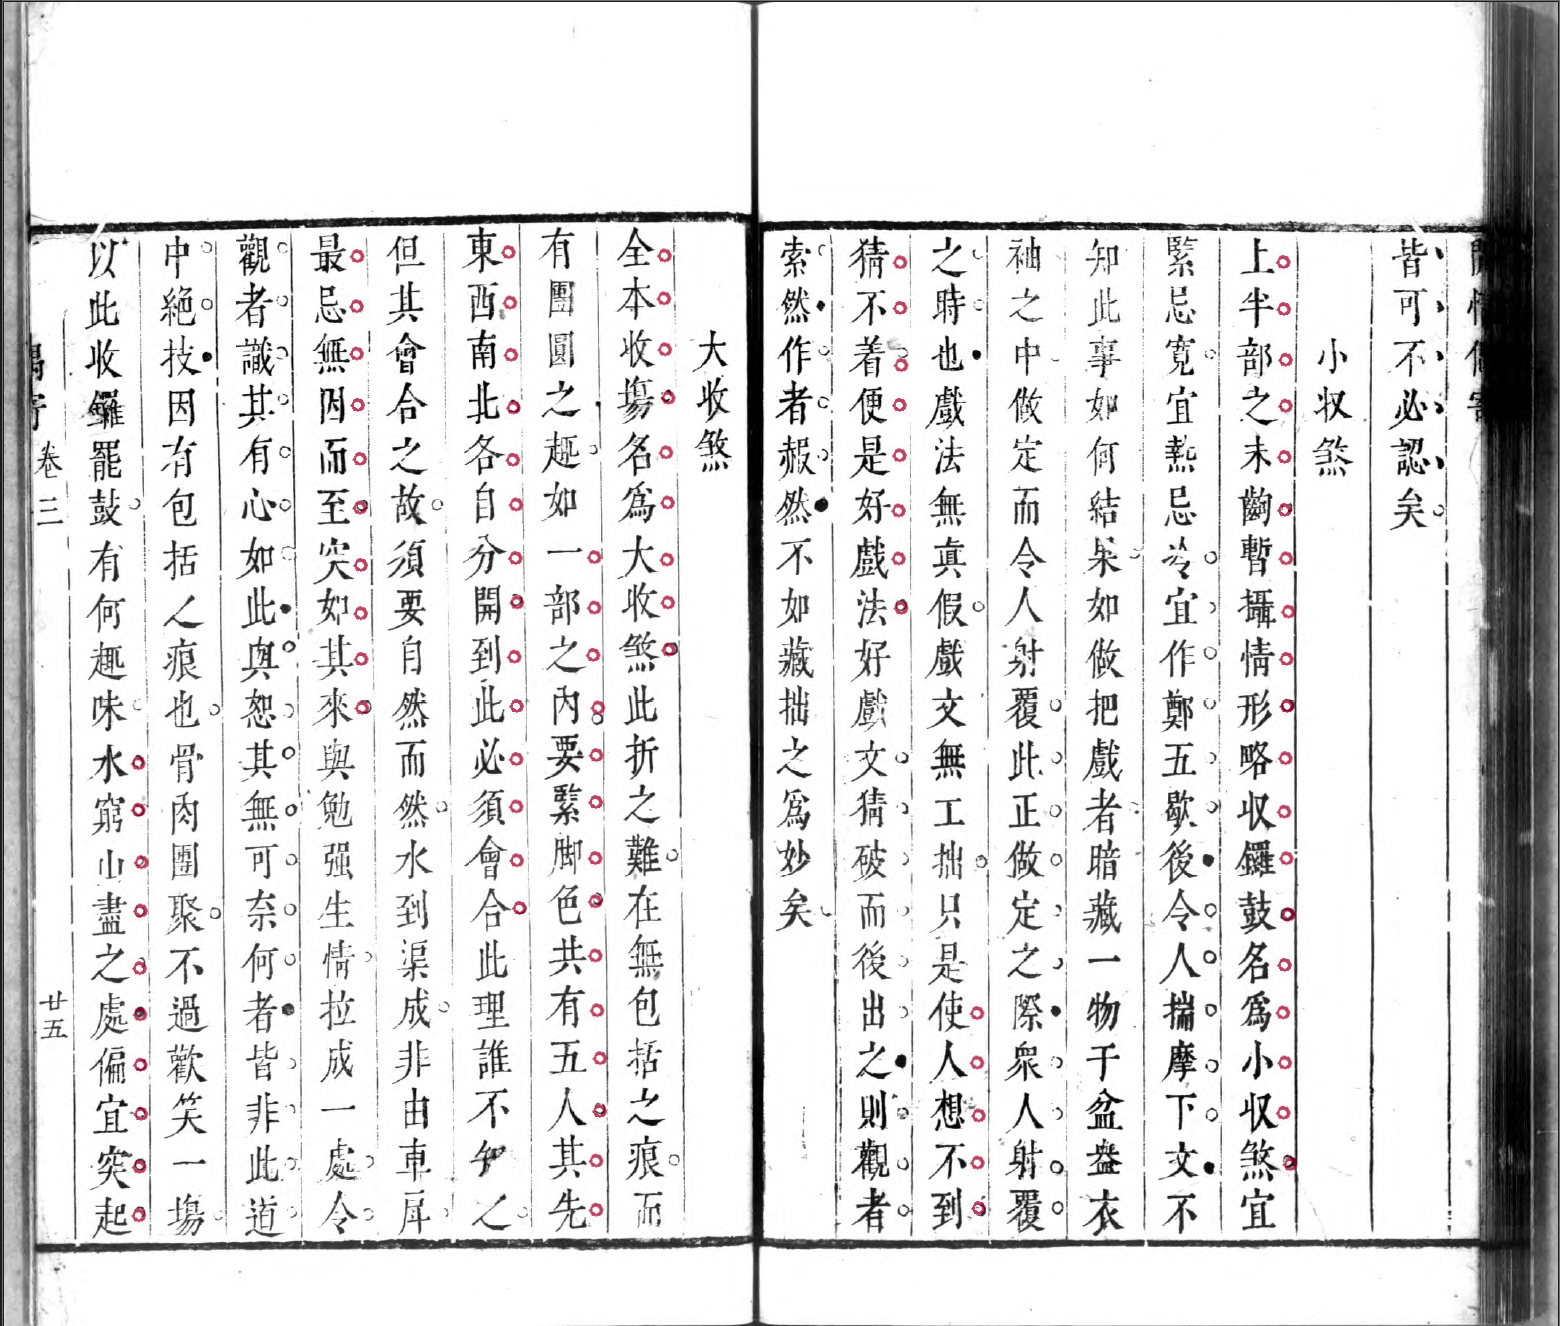 皆可不必認矣
小収煞
上半部之末齣暫攝情形略収鑼鼓名爲小収煞宜
緊忌寛宜熱忌冷宜作鄭五歇後令人揣摩下文不
知此事如何結果如做把戲者暗藏一物于盆盎衣
袖之中做定而令人射覆此正做定之際衆人射覆
之時也戲法無真假戲文無工拙只是使人想不到
猜不着便是好戲法好戲文猜破而後出之則觀者
索然作者赧然不如藏拙之爲妙矣
大收煞
全本收塲名爲大收煞此折之難在無包括之痕而
有團圓之趣如一部之內要緊脚色共有五人其先
東西南北各自分開到此必須會合此理誰不知之
但其會合之故須要自然而然水到渠成非由車戽
最忌無因而至突如其來與勉强生情拉成一處令
觀者識其有心如此與恕其無可奈何者皆非此道
中絶技因有包括之痕也骨肉團聚不過歡笑一塲
以此收鑼罷鼓有何趣味水窮山盡之處偏宜突起
卷三
廿五